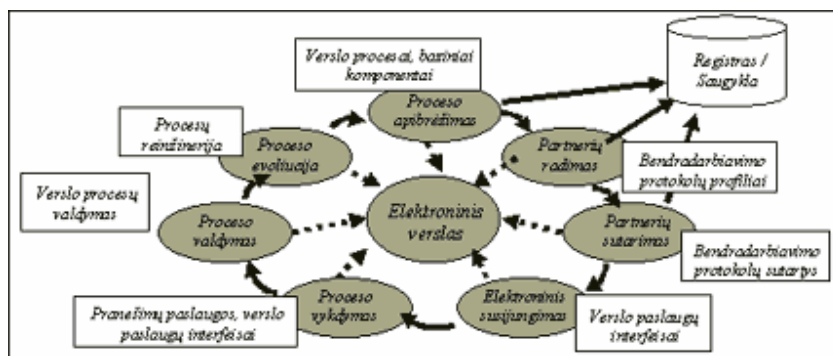 Verslo procesai, baziniai
komponentai
Registras /
Saugykla
Proceso
apibrėžimas
Procesų
reinžinerija
Proceso
evoliucija
Partnerių
radimas
Bendradarbiavimo
protokolų profiliai
Verslo procesų
valdymas
Elektroninis
verslas
Proceso
valdymas
Partnerių
sutarimas
Bendradarbiavimo
protokolų sutartys
Pranešimų paslaugos, verslo
paslaugų interfeisai
Proceso
vykdymas
Elektroninis
susijungimas
Verslo paslaugų
interfeisai